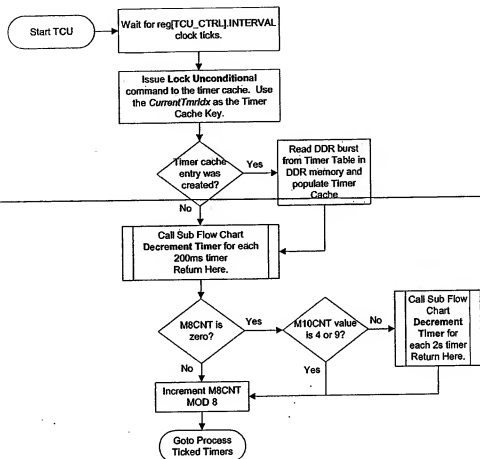 Start TCU
Wait for reg[TCU_CTRL].INTERVAL
clock ticks.
Issue Lock Unconditional
command to the timer cache. Use
the CurrentTmrIdx as the Timer
Cache Key.
Timer cache
entry was
created?
Yes
Read DDR burst
from Timer Table in
DDR memory and
populate Timer
Cache
No
Call Sub Flow Chart
Decrement Timer for each
200ms timer
Return Here.
M8CNT is
zero?
Yes
M10CNT value
is 4 or 9?
No
Call Sub Flow
Chart
Decrement
Timer for
each 2s timer
Return Here.
No
Yes
Increment M8CNT
MOD 8
Goto Process
Ticked Timers